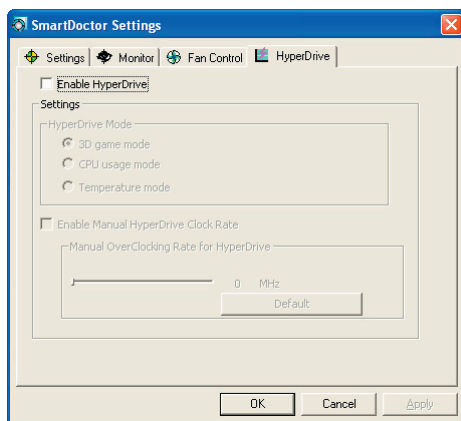 SmartDoctor Settings
Settings Monitor Fan Control HyperDrive
Enable HyperDrive
Settings
HyperDrive Mode
3D game mode
CPU usage mode
Temperature mode
Enable Manual HyperDrive Clock Rate
Manual OverClocking Rate for HyperDrive
0 MHz
Default
OK Cancel Apply